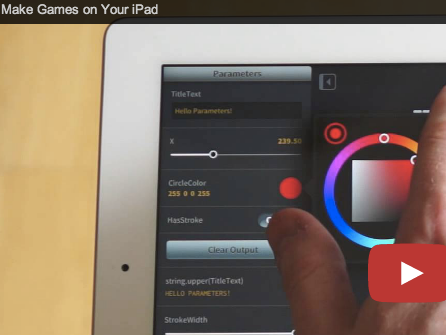 Make Games on Your iPad
Parameters
TitleText
Hello Parameters!
X 239.50
CircleColor
255 0 0 255
HasStroke
Clear Output
string.upper(TitleText)
HELLO PARAMETERS!
StrokeWidth